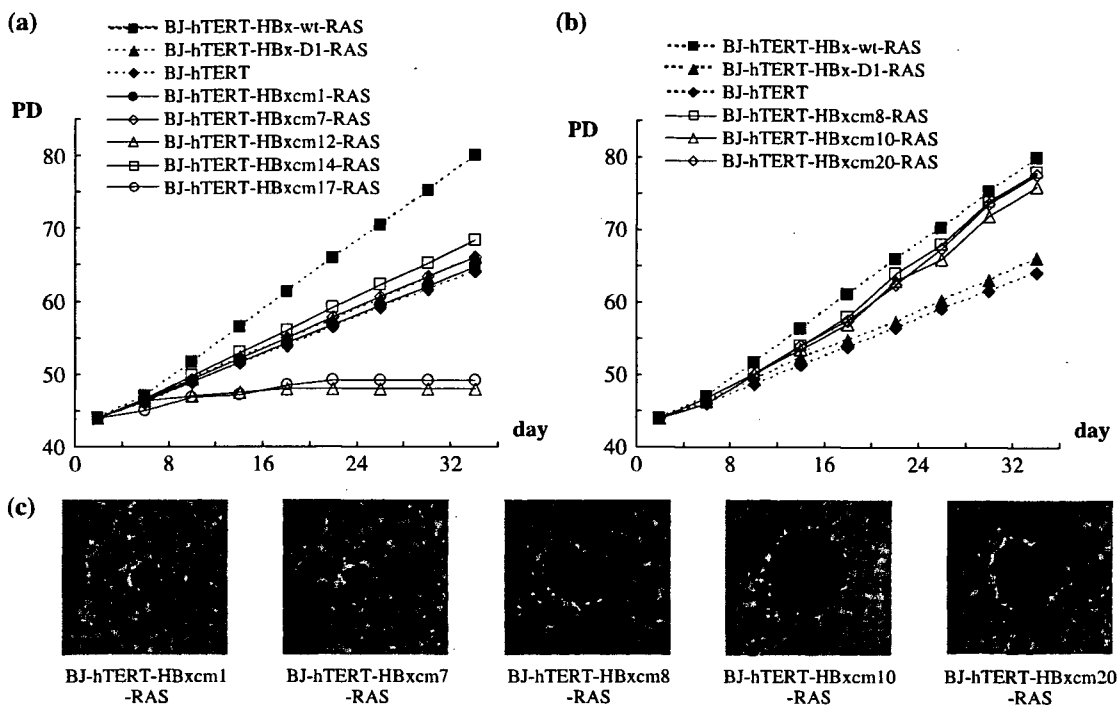 (a)
BJ-hTERT-HBx-wt-RAS
BJ-hTERT-HBx-D1-RAS
BJ-hTERT
BJ-hTERT-HBxcm1-RAS
BJ-hTERT-HBxcm7-RAS
BJ-hTERT-HBxcm12-RAS
BJ-hTERT-HBxcm14-RAS
BJ-hTERT-HBxcm17-RAS
PD
80
70
60
50
40
0
8
16
24
32
day
(b)
BJ-hTERT-HBx-wt-RAS
BJ-hTERT-HBx-D1-RAS
BJ-hTERT
BJ-hTERT-HBxcm8-RAS
BJ-hTERT-HBxcm10-RAS
BJ-hTERT-HBxcm20-RAS
PD
80
70
60
50
40
0
8
16
24
32
day
(c)
BJ-hTERT-HBxcm1
-RAS
BJ-hTERT-HBxcm7
-RAS
BJ-hTERT-HBxcm8
-RAS
BJ-hTERT-HBxcm10
-RAS
BJ-hTERT-HBxcm20
-RAS